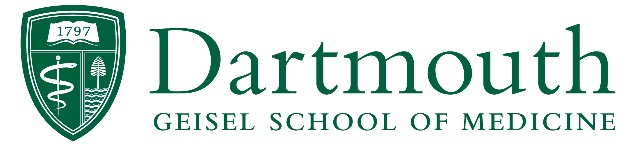 1797
Dartmouth
GEISEL SCHOOL OF MEDICINE